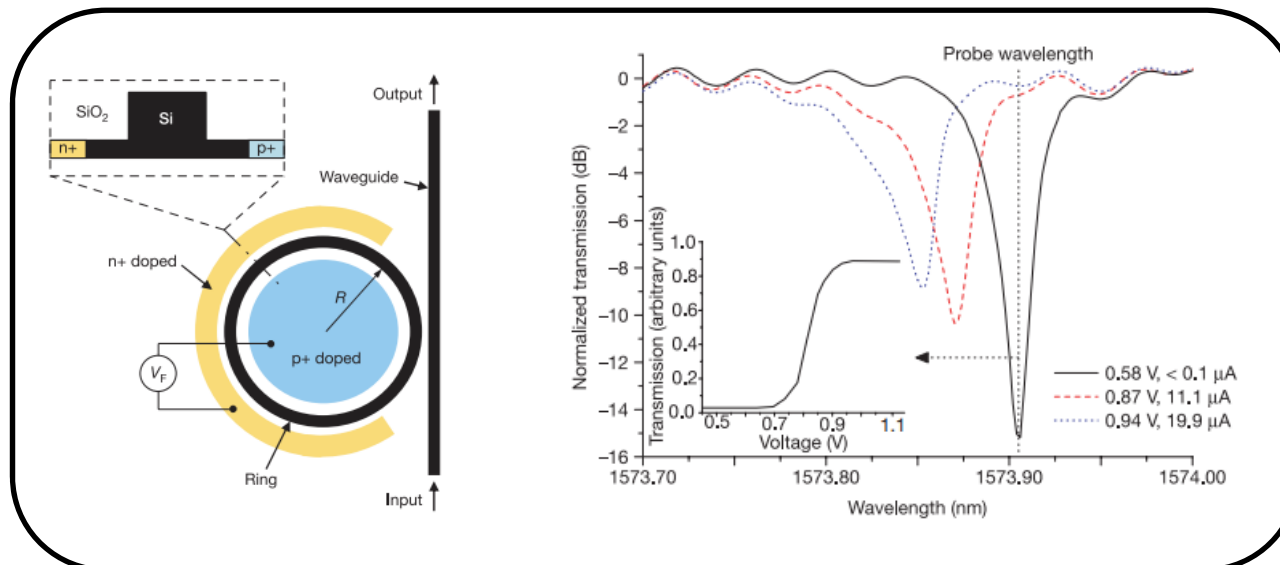 SiO₂
Si
n+
p+
Output
Waveguide
n+ doped
R
p+ doped
V_F
Ring
Input
Probe wavelength
Normalized transmission (dB)
0
−2
−4
−6
−8
−10
−12
−14
−16
1573.70
1573.80
1573.90
1574.00
Wavelength (nm)
Transmission (arbitrary units)
1.0
0.8
0.6
0.4
0.2
0.0
0.5
0.7
0.9
1.1
Voltage (V)
0.58 V, < 0.1 μA
0.87 V, 11.1 μA
0.94 V, 19.9 μA